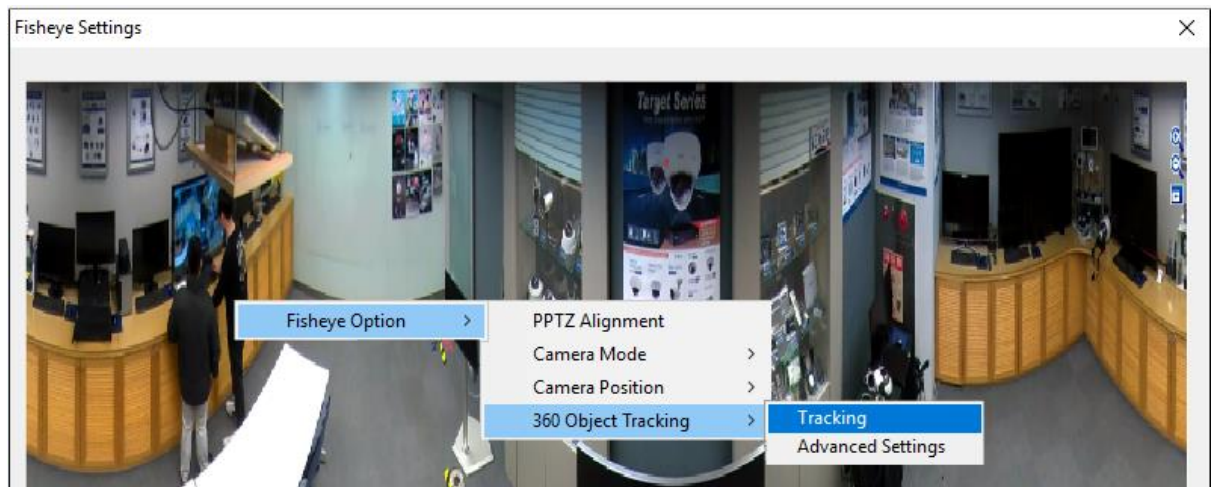 Fisheye Settings
Target Series
Fisheye Option
PPTZ Alignment
Camera Mode
Camera Position
360 Object Tracking
Tracking
Advanced Settings